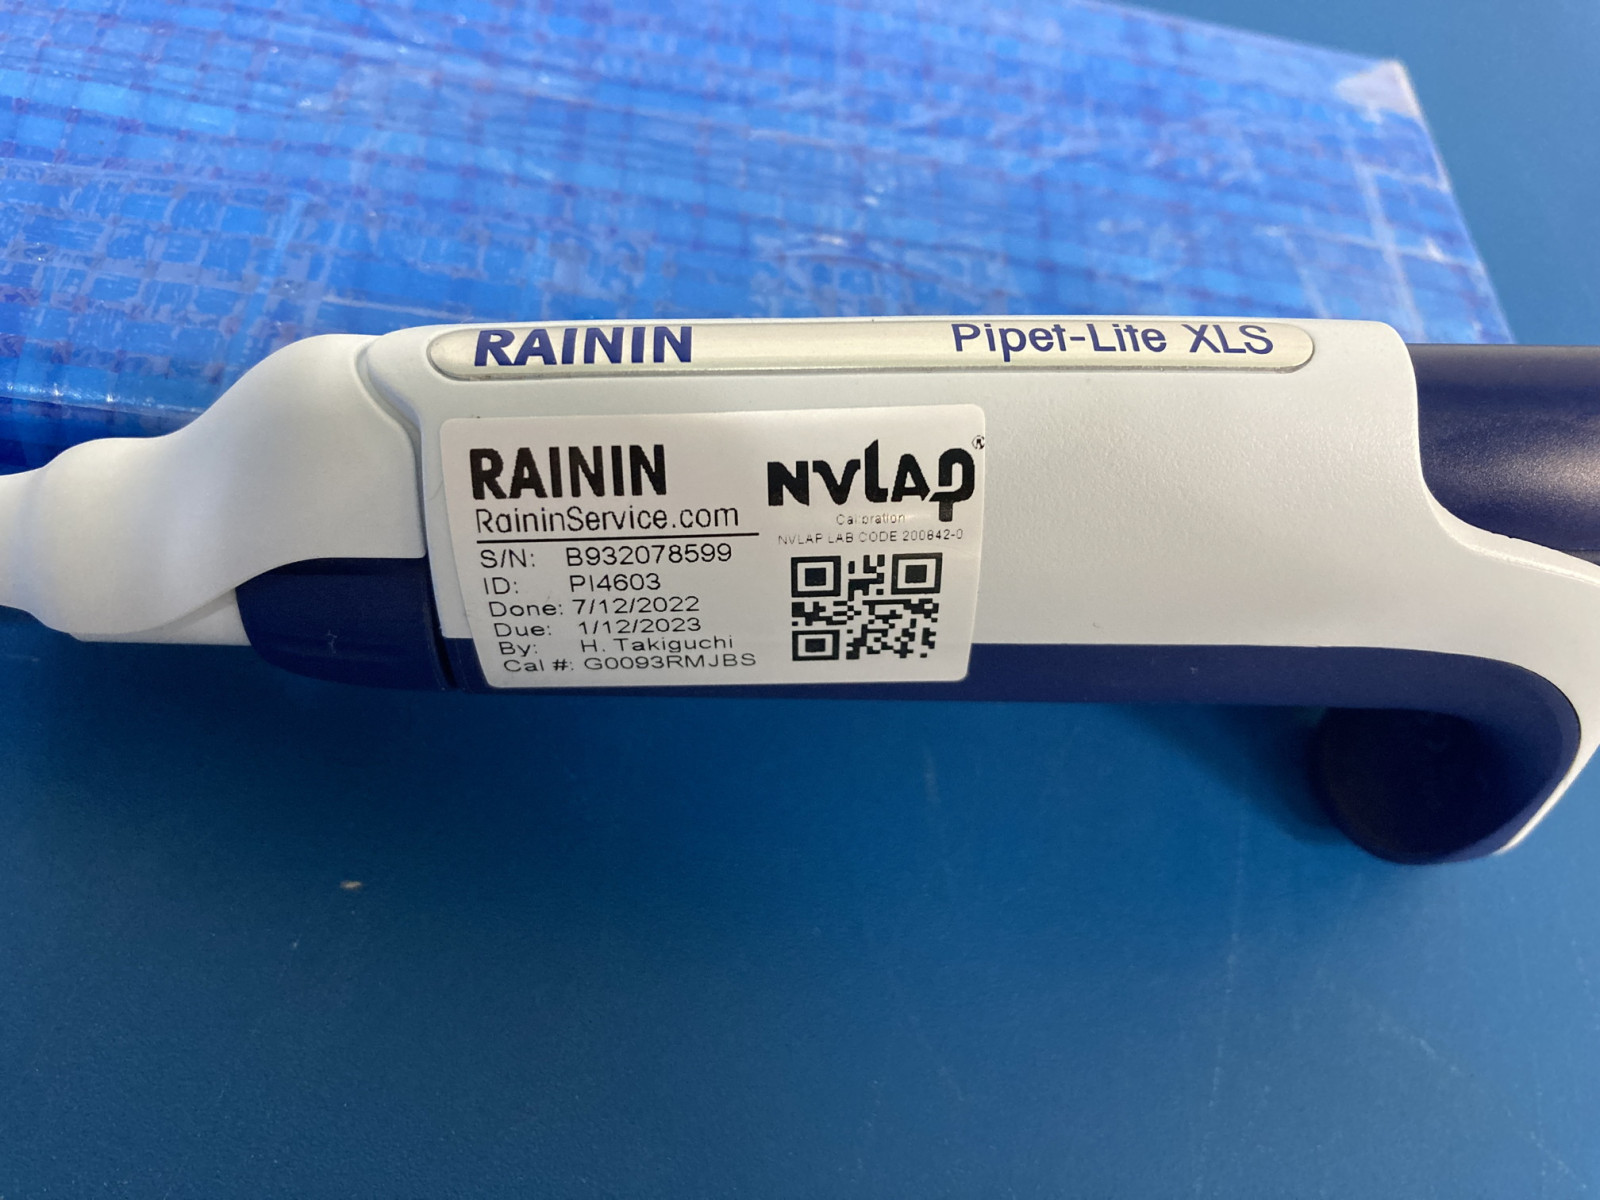 RAININ Pipet-Lite XLS
RAININ
RaininService.com
S/N: B932078599
ID: PI4603
Done: 7/12/2022
Due: 1/12/2023
By: H. Takiguchi
Cal #: G0093RMJBS
NVLAP®
Calibration
NVLAP LAB CODE 200842-0